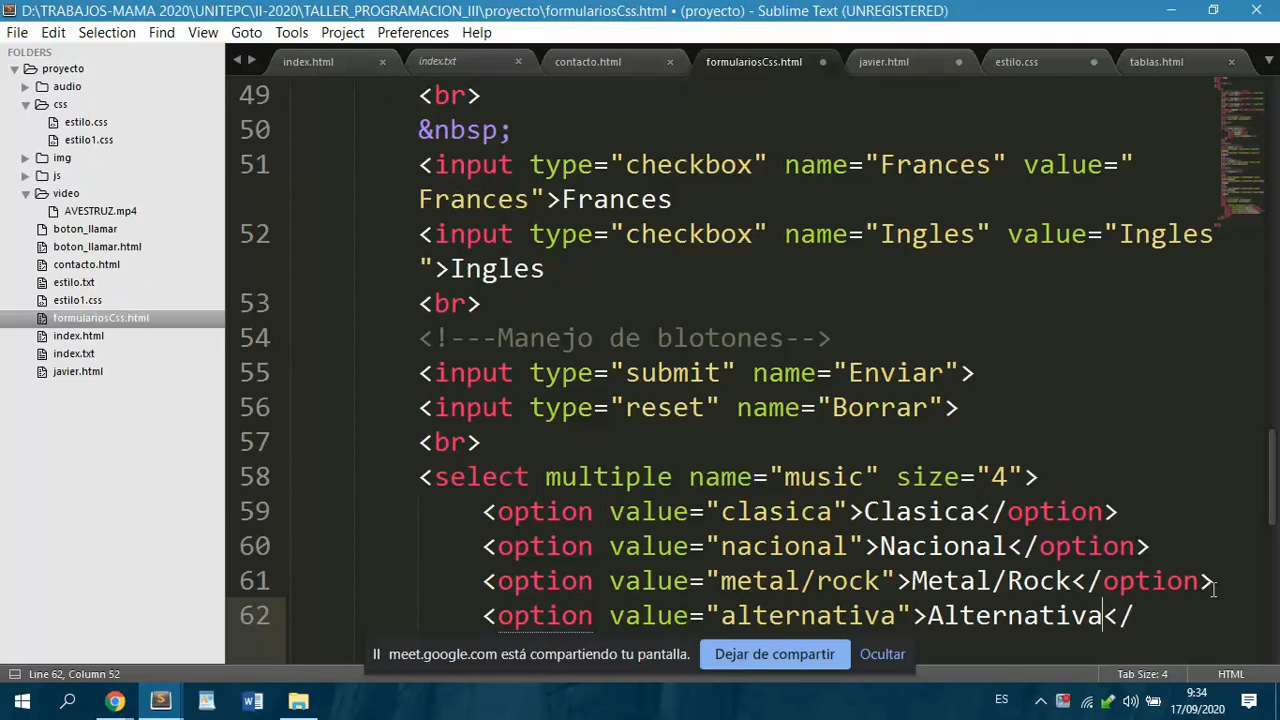 D:\TRABAJOS-MAMA 2020\UNITEPC\II-2020\TALLER_PROGRAMACION_III\proyecto\formulariosCss.html • (proyecto) - Sublime Text (UNREGISTERED)
File Edit Selection Find View Goto Tools Project Preferences Help
FOLDERS
proyecto
audio
css
estilo.css
estilo1.css
img
js
video
AVESTRUZ.mp4
boton_llamar
boton_llamar.html
contacto.html
estilo.txt
estilo1.css
formulariosCss.html
index.html
index.txt
javier.html
index.html index.txt contacto.html formulariosCss.html javier.html estilo.css tablas.html
49 <br>
50 &nbsp;
51 <input type="checkbox" name="Frances" value="
Frances">Frances
52 <input type="checkbox" name="Ingles" value="Ingles
">Ingles
53 <br>
54 <!---Manejo de blotones-->
55 <input type="submit" name="Enviar">
56 <input type="reset" name="Borrar">
57 <br>
58 <select multiple name="music" size="4">
59 <option value="clasica">Clasica</option>
60 <option value="nacional">Nacional</option>
61 <option value="metal/rock">Metal/Rock</option>
62 <option value="alternativa">Alternativa</
meet.google.com está compartiendo tu pantalla. Dejar de compartir Ocultar
Line 62, Column 52 Tab Size: 4 HTML
ES 9:34
17/09/2020